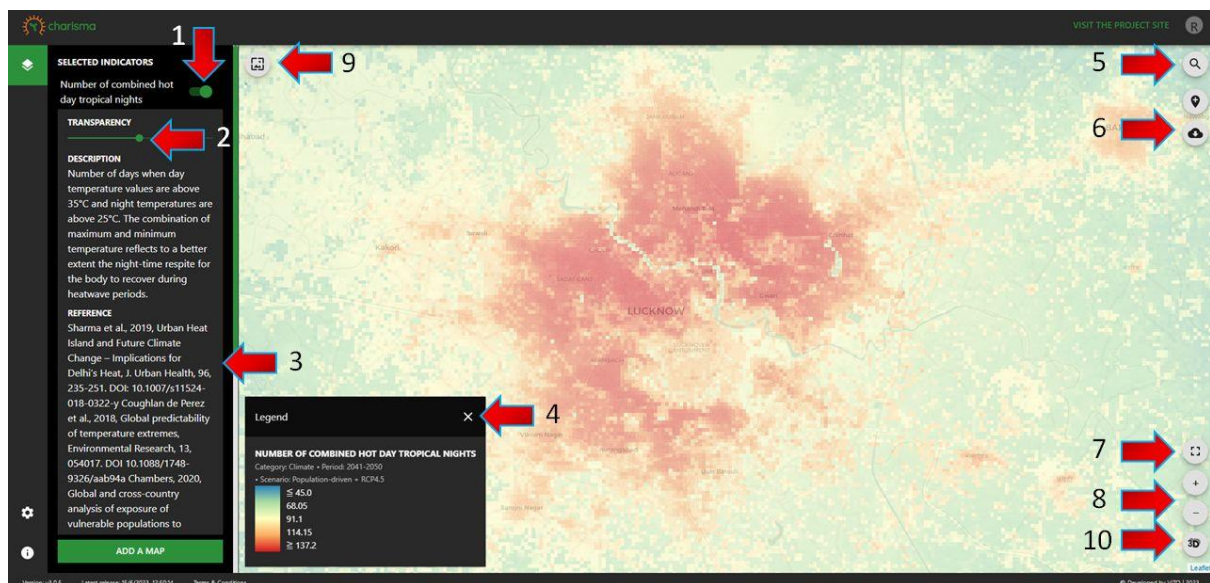 charisma
VISIT THE PROJECT SITE
R
1
SELECTED INDICATORS
Number of combined hot
day tropical nights
TRANSPARENCY
2
DESCRIPTION
Number of days when day
temperature values are above
35°C and night temperatures are
above 25°C. The combination of
maximum and minimum
temperature reflects to a better
extent the night-time respite for
the body to recover during
heatwave periods.
REFERENCE
Sharma et al., 2019, Urban Heat
Island and Future Climate
Change – Implications for
Delhi's Heat, J. Urban Health, 96,
235-251. DOI: 10.1007/s11524-
018-0322-y Coughlan de Perez
et al., 2018, Global predictability
of temperature extremes,
Environmental Research, 13,
054017. DOI 10.1088/1748-
9326/aab94a Chambers, 2020,
Global and cross-country
analysis of exposure of
vulnerable populations to
3
ADD A MAP
9
5
6
Kakori
LUCKNOW
Legend
4
NUMBER OF COMBINED HOT DAY TROPICAL NIGHTS
Category: Climate • Period: 2041-2050
• Scenario: Population-driven + RCP4.5
≦ 45.0
68.05
91.1
114.15
≧ 137.2
7
+
8
−
10
3D
Leaflet
Terms & Conditions
© Developed by VITO | 2023